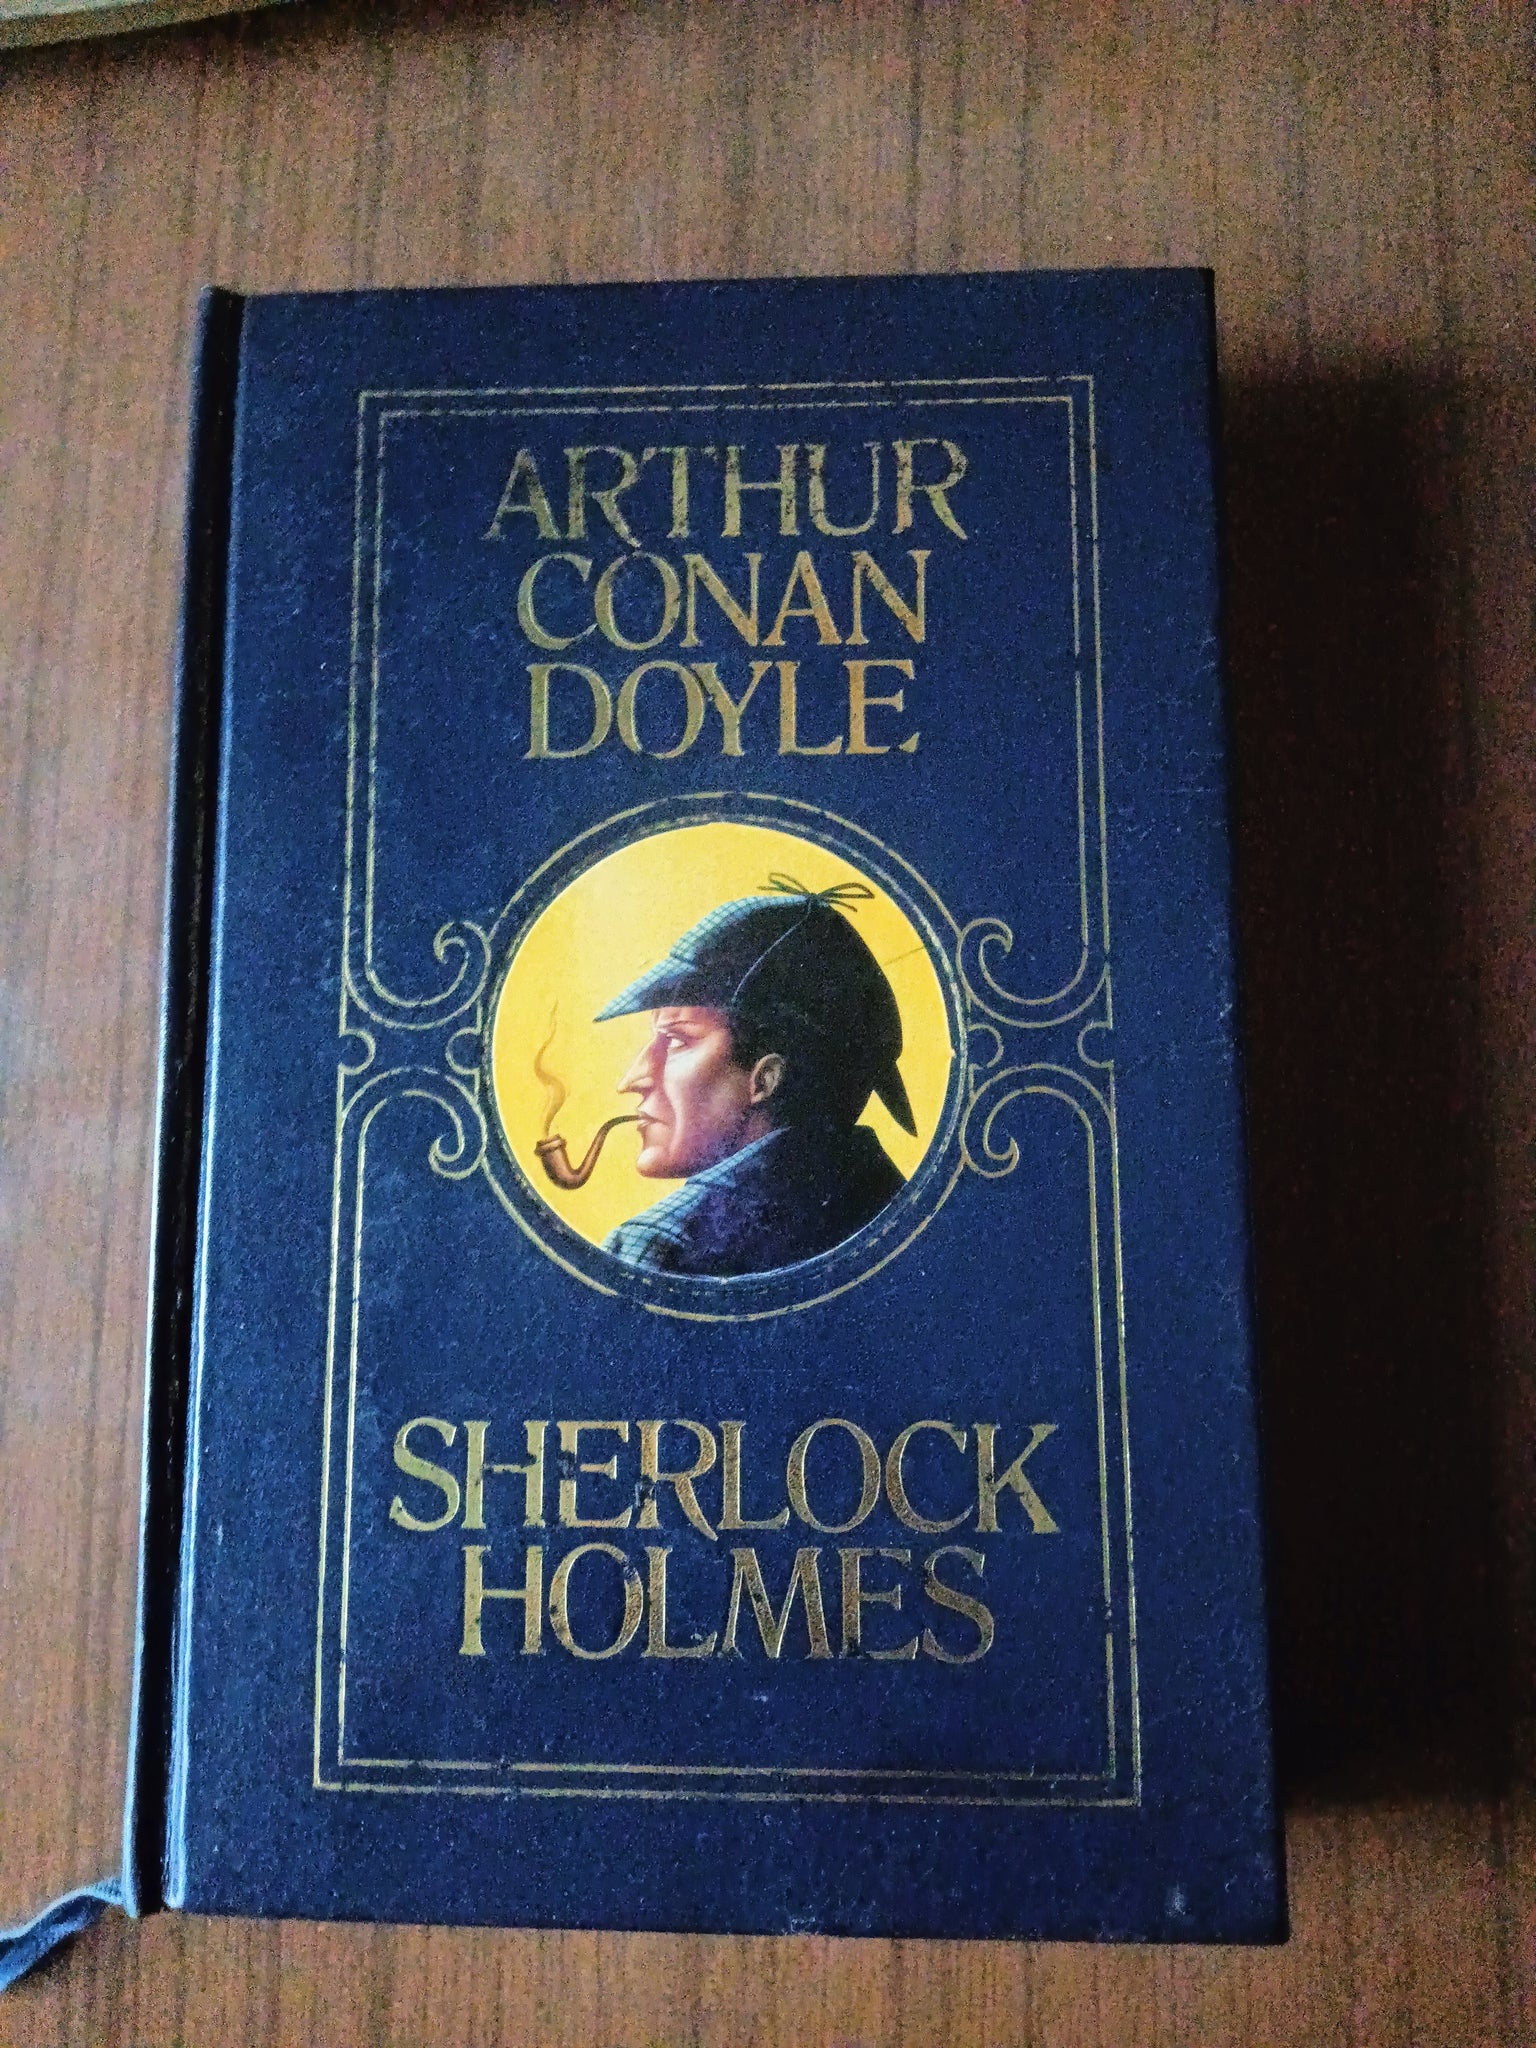 ARTHUR
CONAN
DOYLE
SHERLOCK
HOLMES